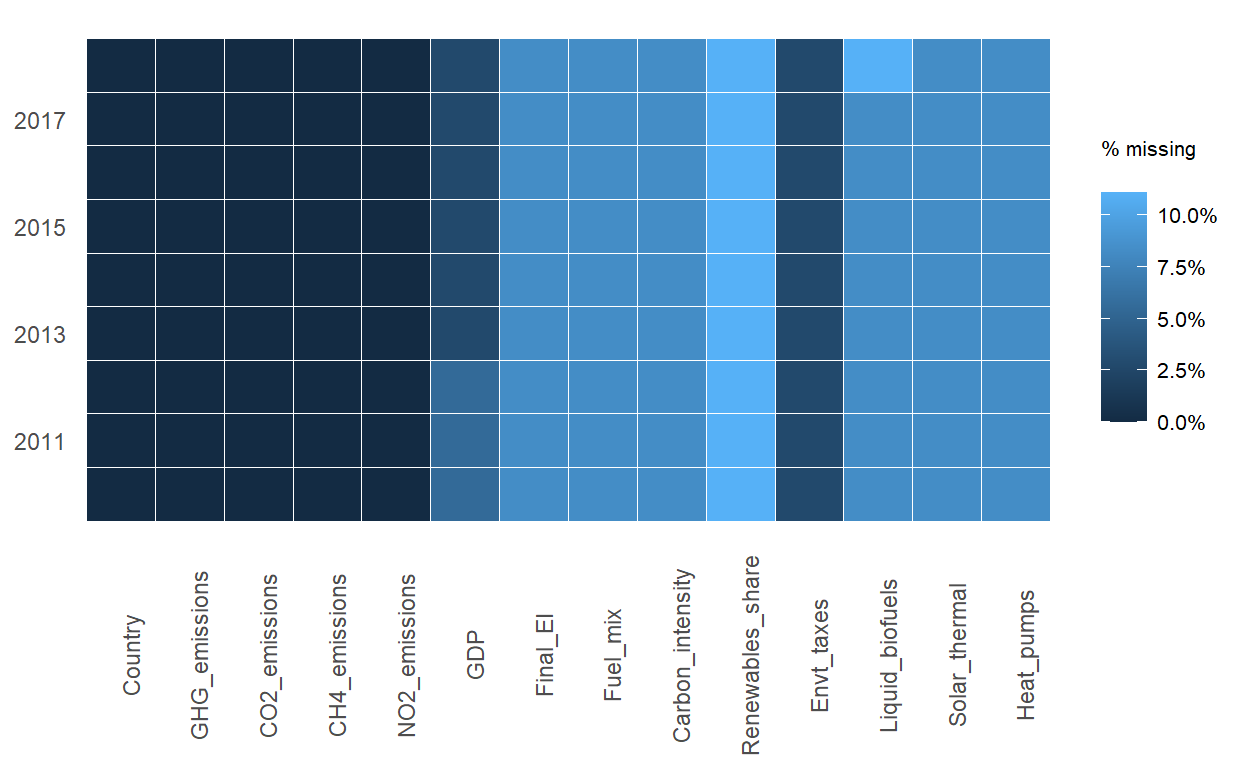 2017
2015
2013
2011
Country
GHG_emissions
CO2_emissions
CH4_emissions
NO2_emissions
GDP
Final_EI
Fuel_mix
Carbon_intensity
Renewables_share
Envt_taxes
Liquid_biofuels
Solar_thermal
Heat_pumps
% missing
10.0%
7.5%
5.0%
2.5%
0.0%